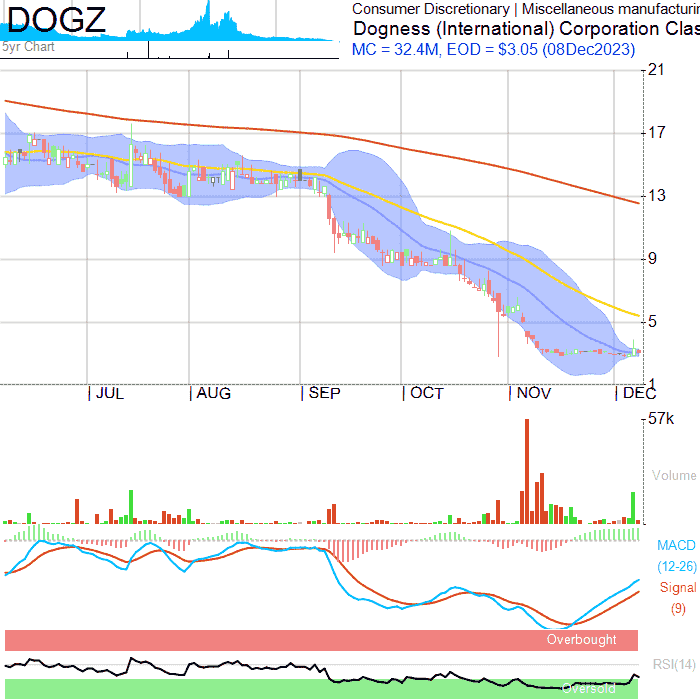 DOGZ
5yr Chart
Consumer Discretionary | Miscellaneous manufacturin
Dogness (International) Corporation Clas
MC = 32.4M, EOD = $3.05 (08Dec2023)
21
17
13
9
5
1
JUL AUG SEP OCT NOV DEC
57k
Volume
MACD
(12-26)
Signal
(9)
Overbought
RSI(14)
Oversold